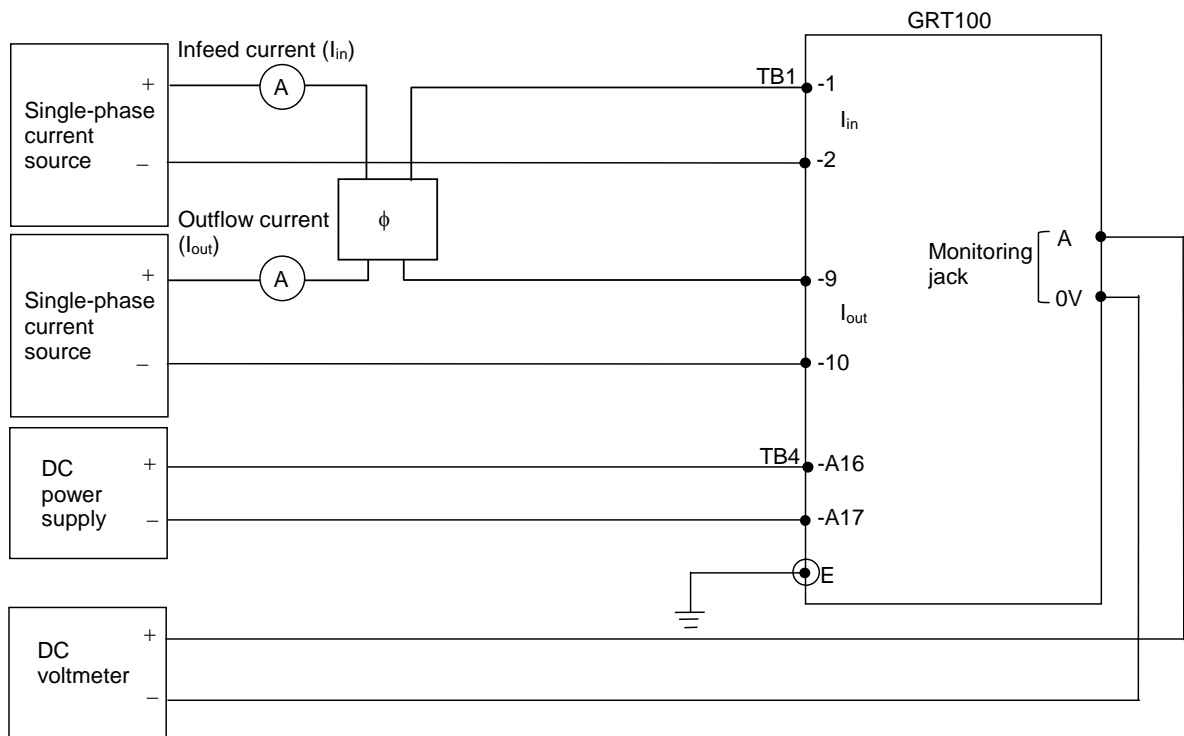 GRT100
Infeed current (Iin)
+
A
TB1
-1
Single-phase
current
source
Iin
−
-2
Outflow current
(Iout)
ϕ
A
Monitoring
jack
0V
+
A
-9
Single-phase
current
source
Iout
−
-10
DC
power
supply
+
TB4
-A16
−
-A17
E
DC
voltmeter
+
−